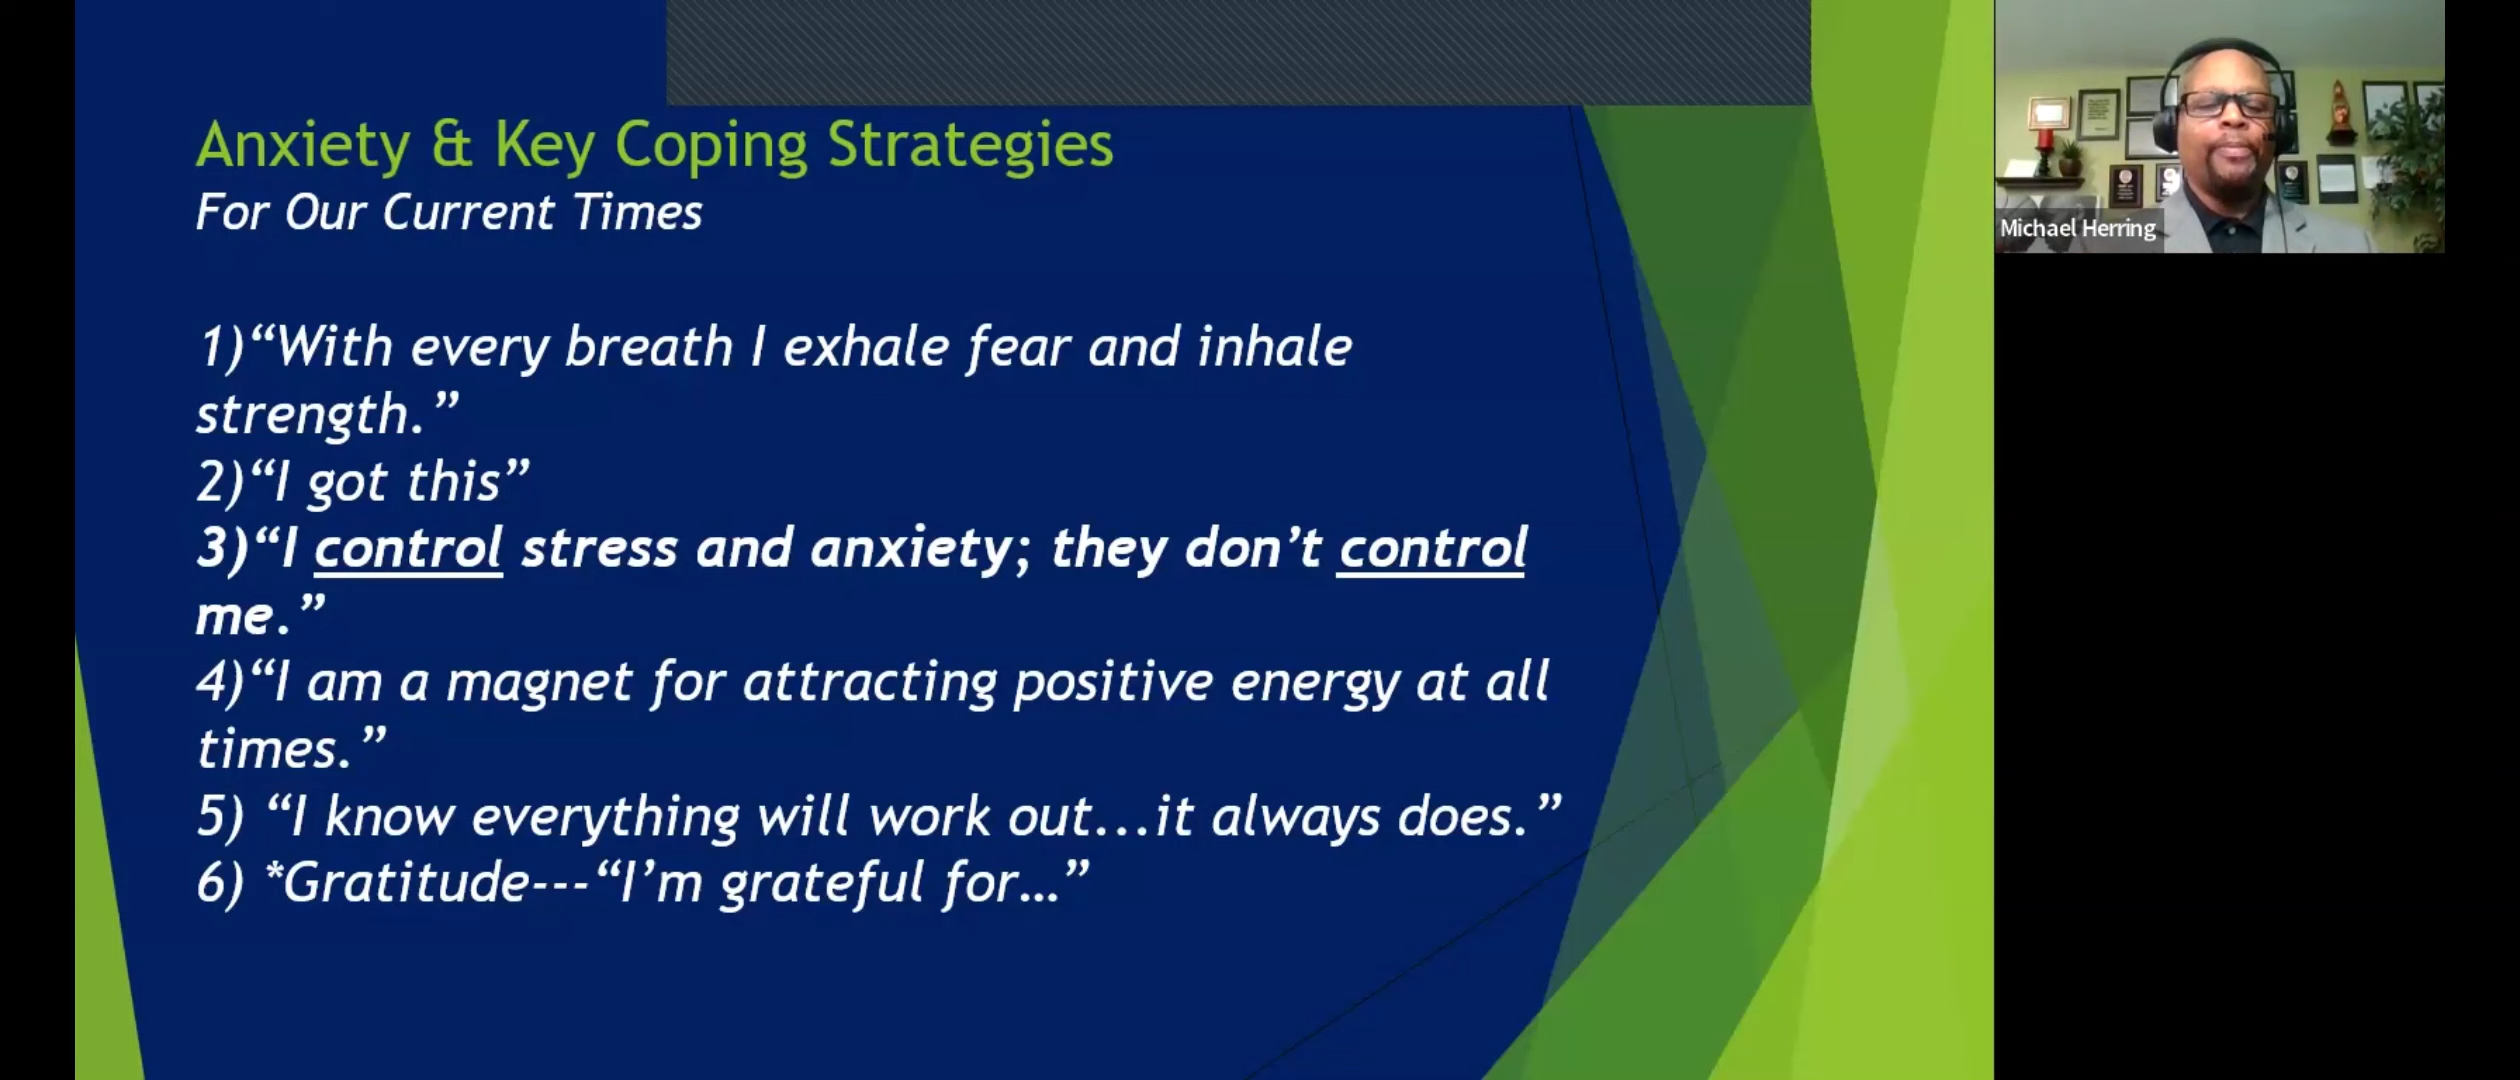 Anxiety & Key Coping Strategies
For Our Current Times
1)“With every breath I exhale fear and inhale
strength.”
2)“I got this”
3)“I control stress and anxiety; they don’t control
me.”
4)“I am a magnet for attracting positive energy at all
times.”
5) “I know everything will work out...it always does.”
6) *Gratitude---“I’m grateful for…”
Michael Herring